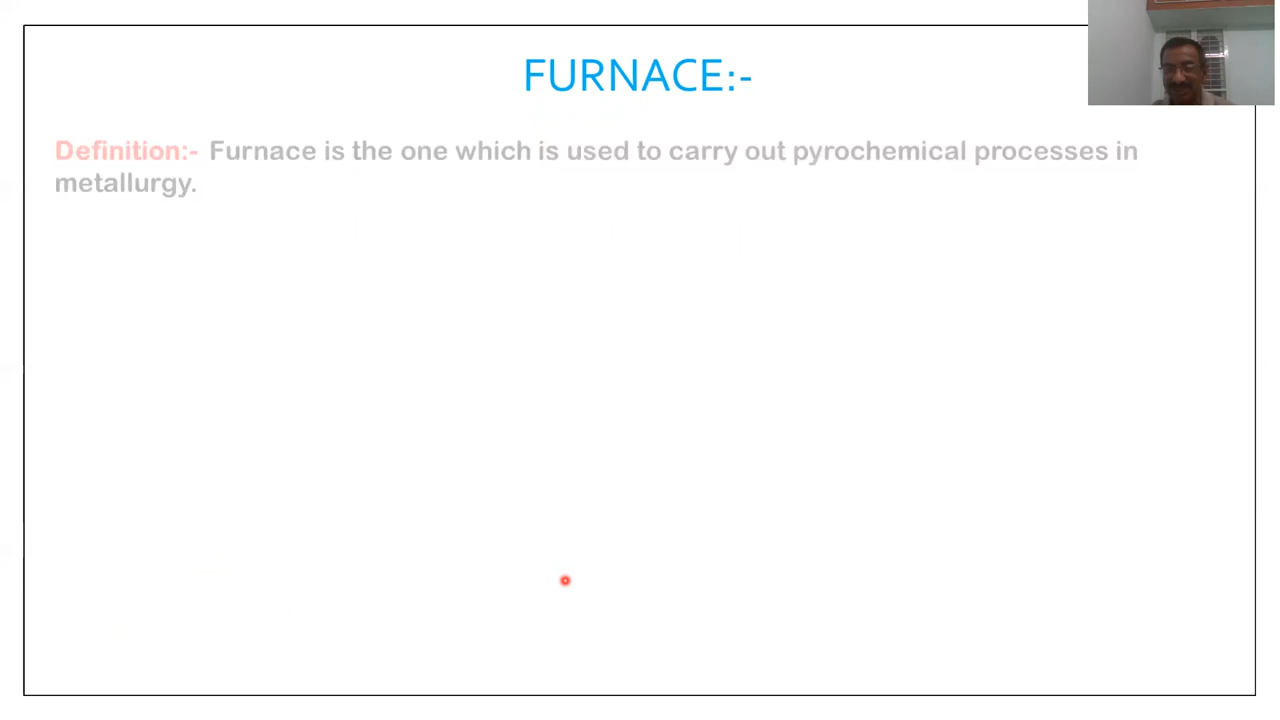 FURNACE:-
Definition:- Furnace is the one which is used to carry out pyrochemical processes in
metallurgy.